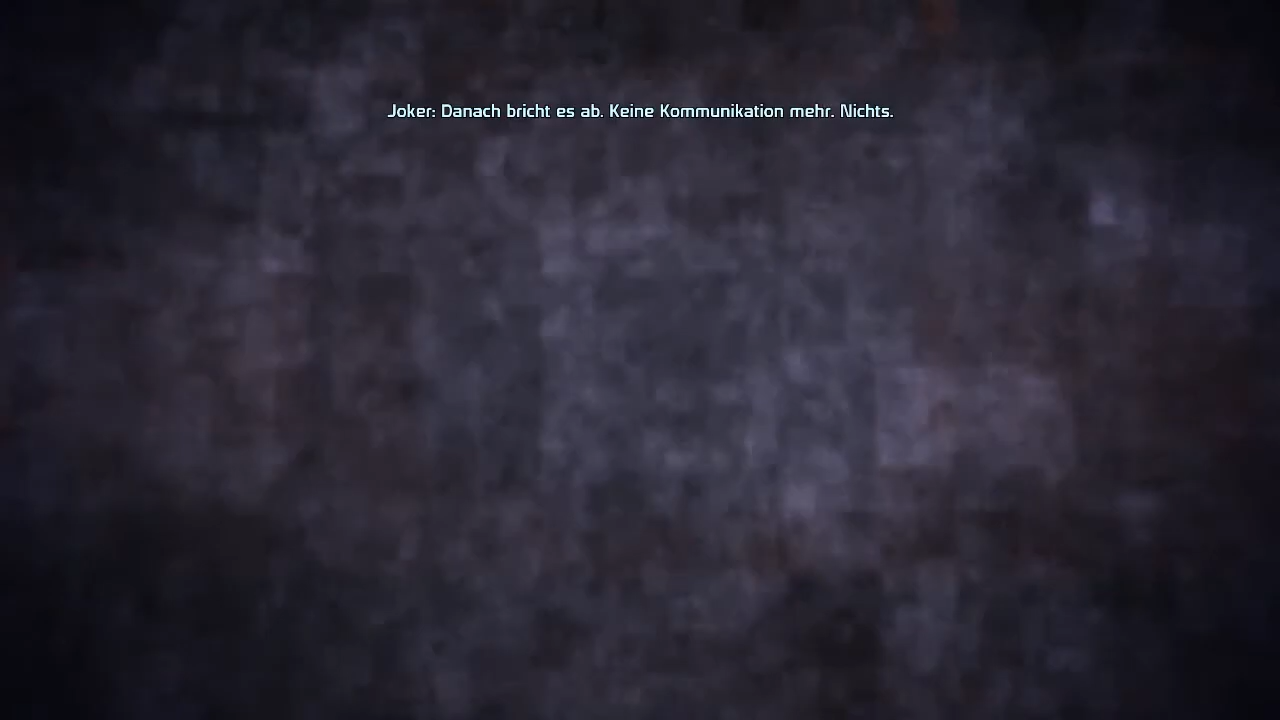 Joker: Danach bricht es ab. Keine Kommunikation mehr. Nichts.